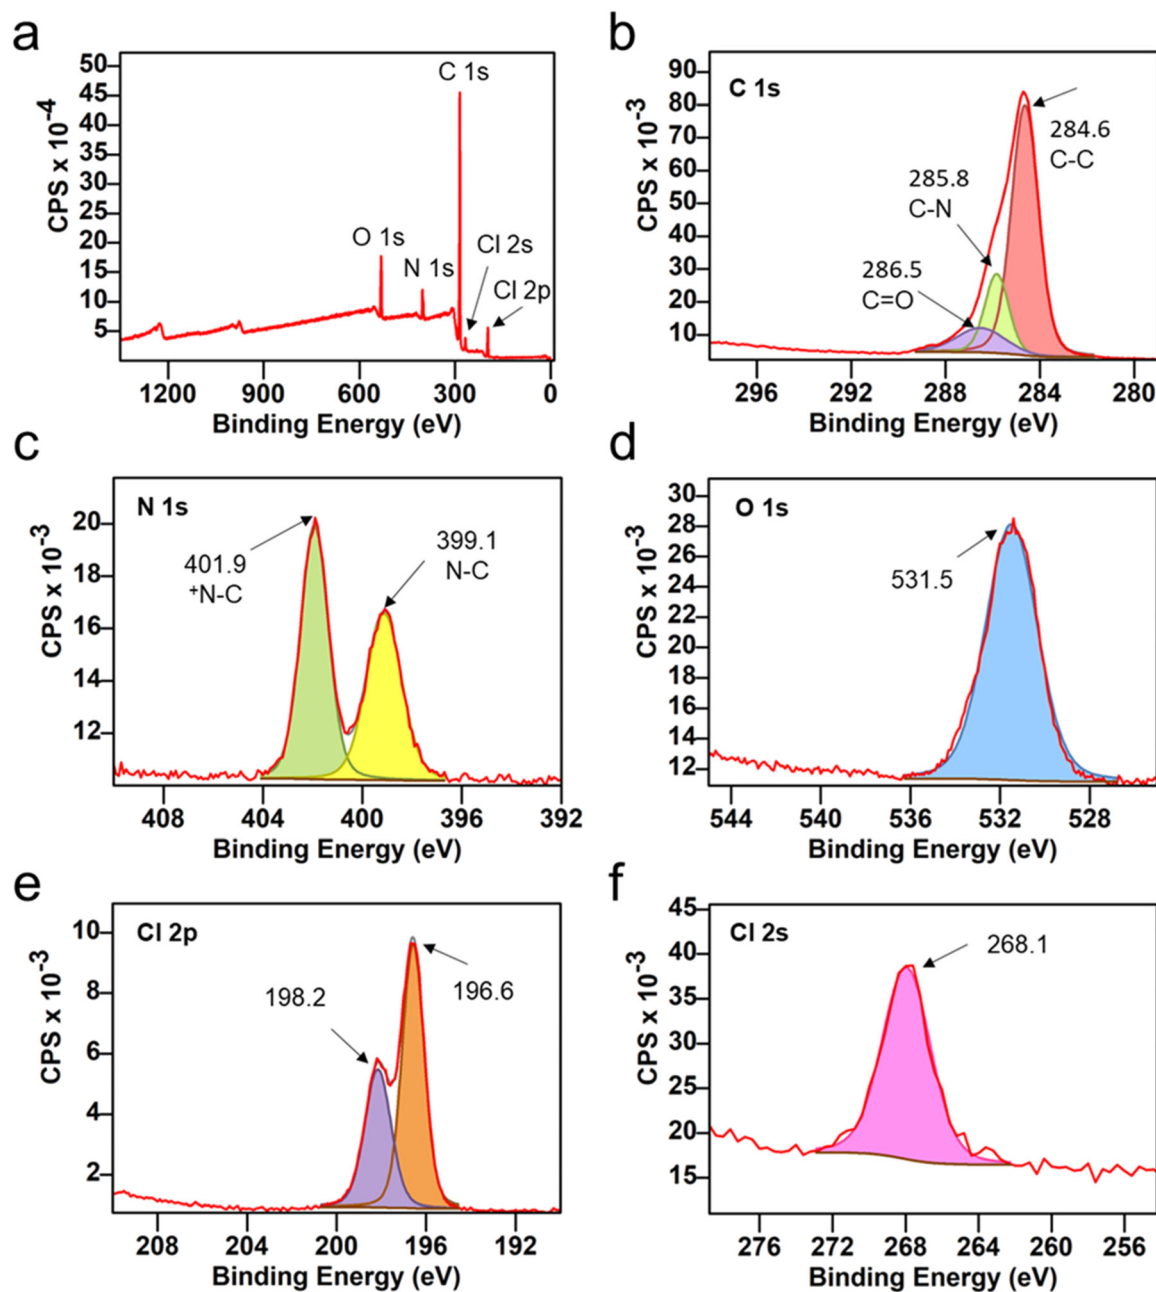 a
CPS x 10-4
50
45
40
35
30
25
20
15
10
5
C 1s
O 1s
N 1s
Cl 2s
Cl 2p
1200
900
600
300
0
Binding Energy (eV)
b
C 1s
CPS x 10-3
90
80
70
60
50
40
30
20
10
284.6
C-C
285.8
C-N
286.5
C=O
296
292
288
284
280
Binding Energy (eV)
c
N 1s
CPS x 10-3
20
18
16
14
12
401.9
+N-C
399.1
N-C
408
404
400
396
392
Binding Energy (eV)
d
O 1s
CPS x 10-3
30
28
26
24
22
20
18
16
14
12
531.5
544
540
536
532
528
Binding Energy (eV)
e
Cl 2p
CPS x 10-3
10
8
6
4
2
198.2
196.6
208
204
200
196
192
Binding Energy (eV)
f
Cl 2s
CPS x 10-3
45
40
35
30
25
20
15
268.1
276
272
268
264
260
256
Binding Energy (eV)